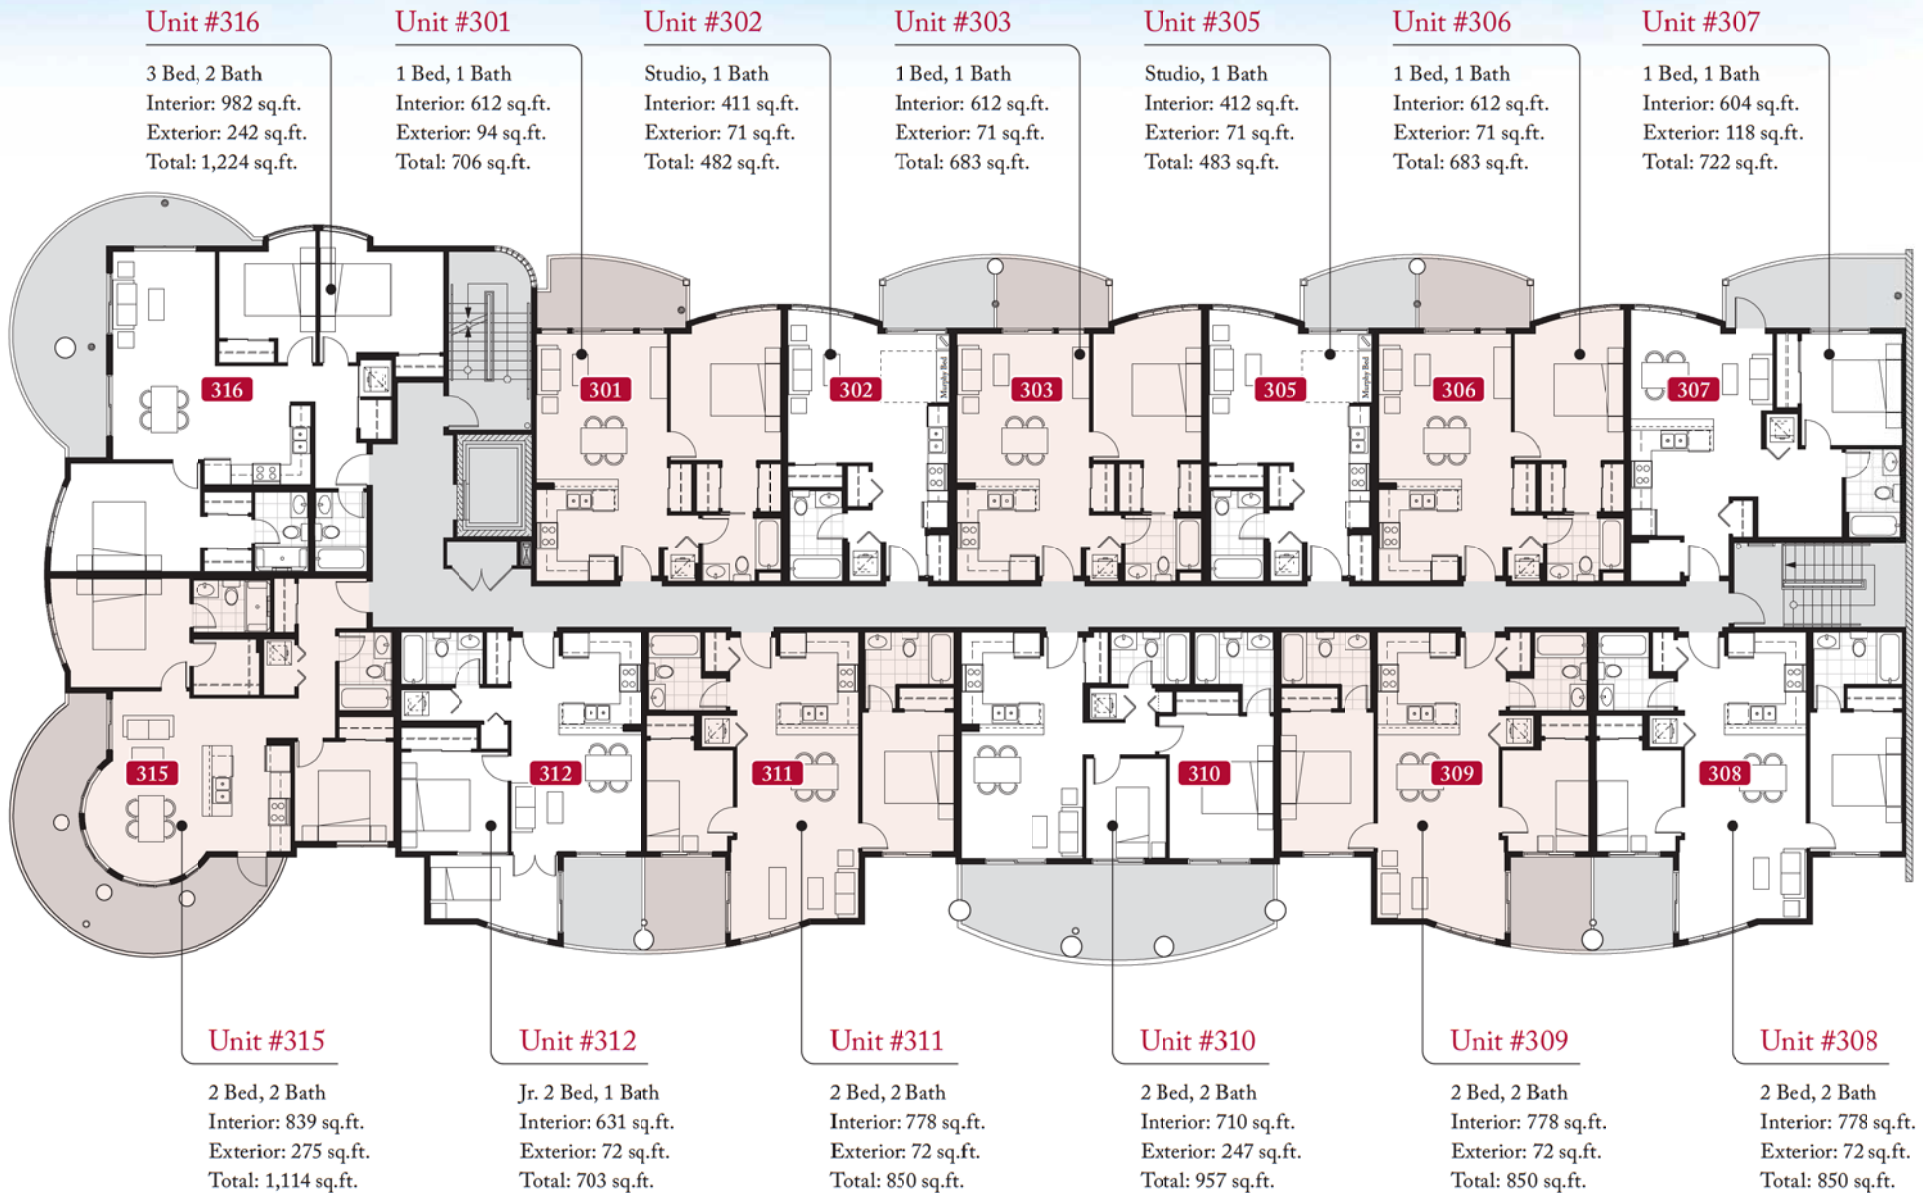 Unit #316
3 Bed, 2 Bath
Interior: 982 sq.ft.
Exterior: 242 sq.ft.
Total: 1,224 sq.ft.
Unit #301
1 Bed, 1 Bath
Interior: 612 sq.ft.
Exterior: 94 sq.ft.
Total: 706 sq.ft.
Unit #302
Studio, 1 Bath
Interior: 411 sq.ft.
Exterior: 71 sq.ft.
Total: 482 sq.ft.
Unit #303
1 Bed, 1 Bath
Interior: 612 sq.ft.
Exterior: 71 sq.ft.
Total: 683 sq.ft.
Unit #305
Studio, 1 Bath
Interior: 412 sq.ft.
Exterior: 71 sq.ft.
Total: 483 sq.ft.
Unit #306
1 Bed, 1 Bath
Interior: 612 sq.ft.
Exterior: 71 sq.ft.
Total: 683 sq.ft.
Unit #307
1 Bed, 1 Bath
Interior: 604 sq.ft.
Exterior: 118 sq.ft.
Total: 722 sq.ft.
316
301
302
Murphy Bed
303
305
Murphy Bed
306
307
315
312
311
310
309
308
Unit #315
2 Bed, 2 Bath
Interior: 839 sq.ft.
Exterior: 275 sq.ft.
Total: 1,114 sq.ft.
Unit #312
Jr. 2 Bed, 1 Bath
Interior: 631 sq.ft.
Exterior: 72 sq.ft.
Total: 703 sq.ft.
Unit #311
2 Bed, 2 Bath
Interior: 778 sq.ft.
Exterior: 72 sq.ft.
Total: 850 sq.ft.
Unit #310
2 Bed, 2 Bath
Interior: 710 sq.ft.
Exterior: 247 sq.ft.
Total: 957 sq.ft.
Unit #309
2 Bed, 2 Bath
Interior: 778 sq.ft.
Exterior: 72 sq.ft.
Total: 850 sq.ft.
Unit #308
2 Bed, 2 Bath
Interior: 778 sq.ft.
Exterior: 72 sq.ft.
Total: 850 sq.ft.